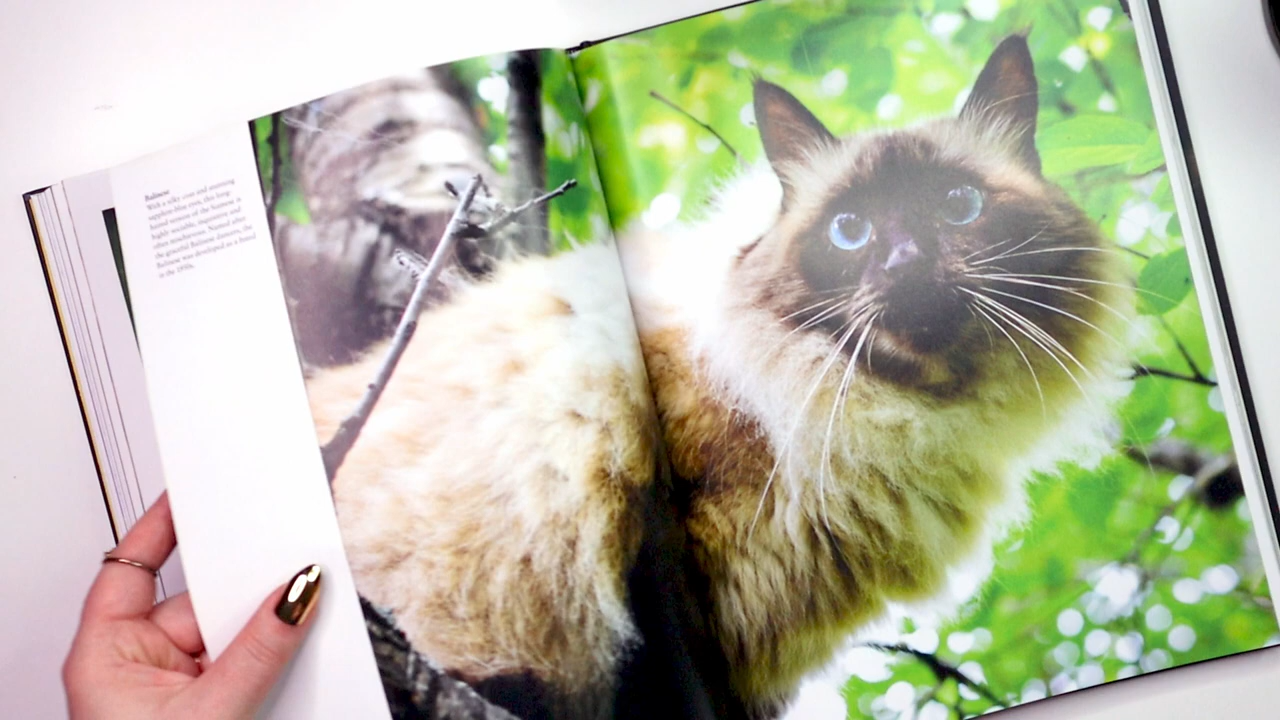 Balinese
With a silky coat and stunning
sapphire-blue eyes, this long-
haired version of the Siamese is
highly sociable, inquisitive and
often mischievous. Named after
the graceful Balinese dancers, the
Balinese was developed as a breed
in the 1950s.